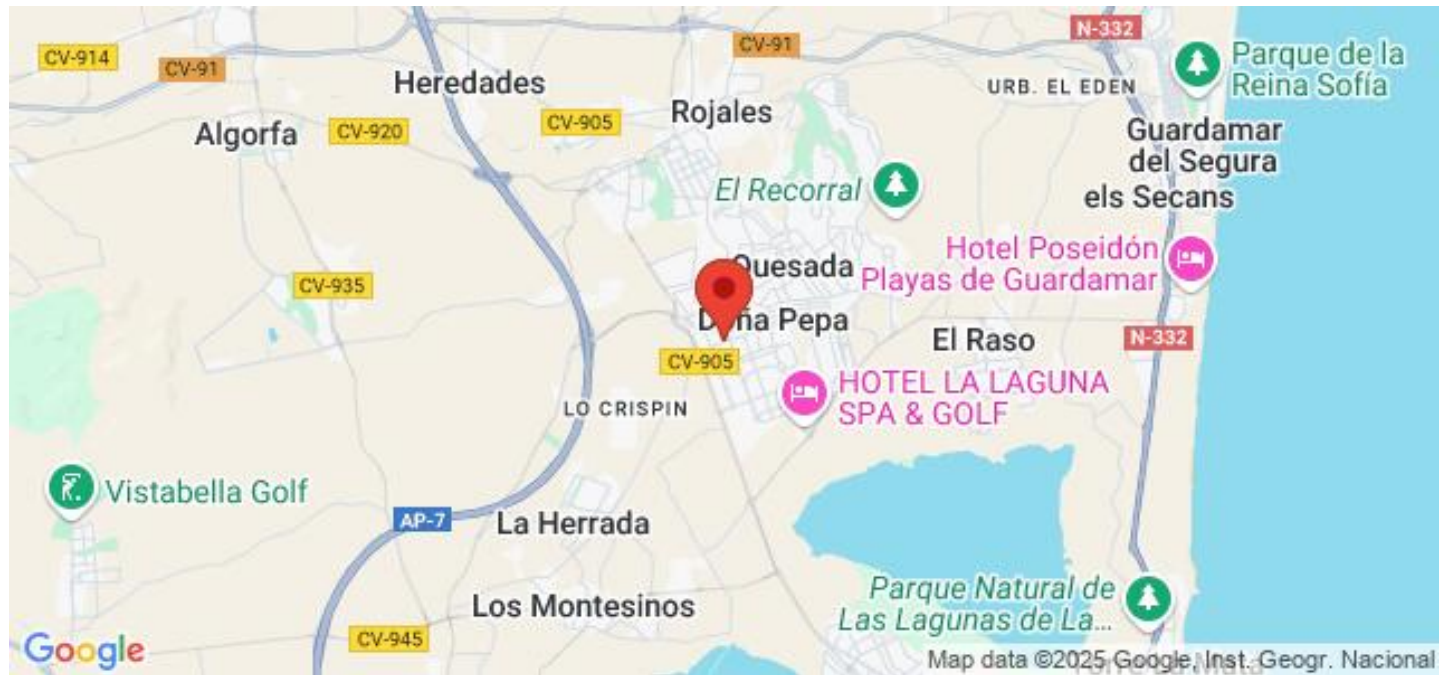 N-332
CV-91
CV-914
CV-91
Parque de la
Reina Sofía
Heredades
URB. EL EDEN
Rojales
CV-905
Algorfa
CV-920
Guardamar
del Segura
El Recorral
els Secans
Hotel Poseidón
Playas de Guardamar
Quesada
CV-935
Doña Pepa
El Raso
N-332
CV-905
HOTEL LA LAGUNA
SPA & GOLF
LO CRISPIN
Vistabella Golf
AP-7
La Herrada
Parque Natural de
Las Lagunas de La...
Los Montesinos
CV-945
Google
Map data ©2025 Google, Inst. Geogr. Nacional